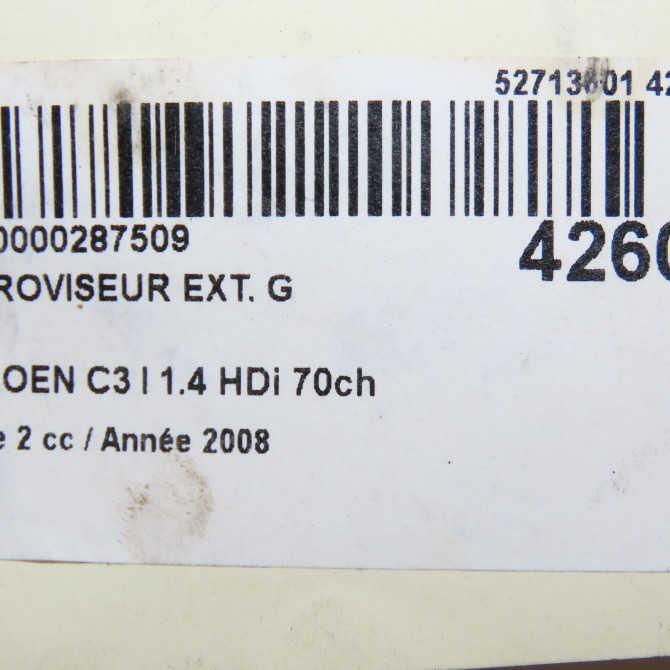 52713601 42
0000287509
4260
ROVISEUR EXT. G
OEN C3 I 1.4 HDi 70ch
e 2 cc / Année 2008